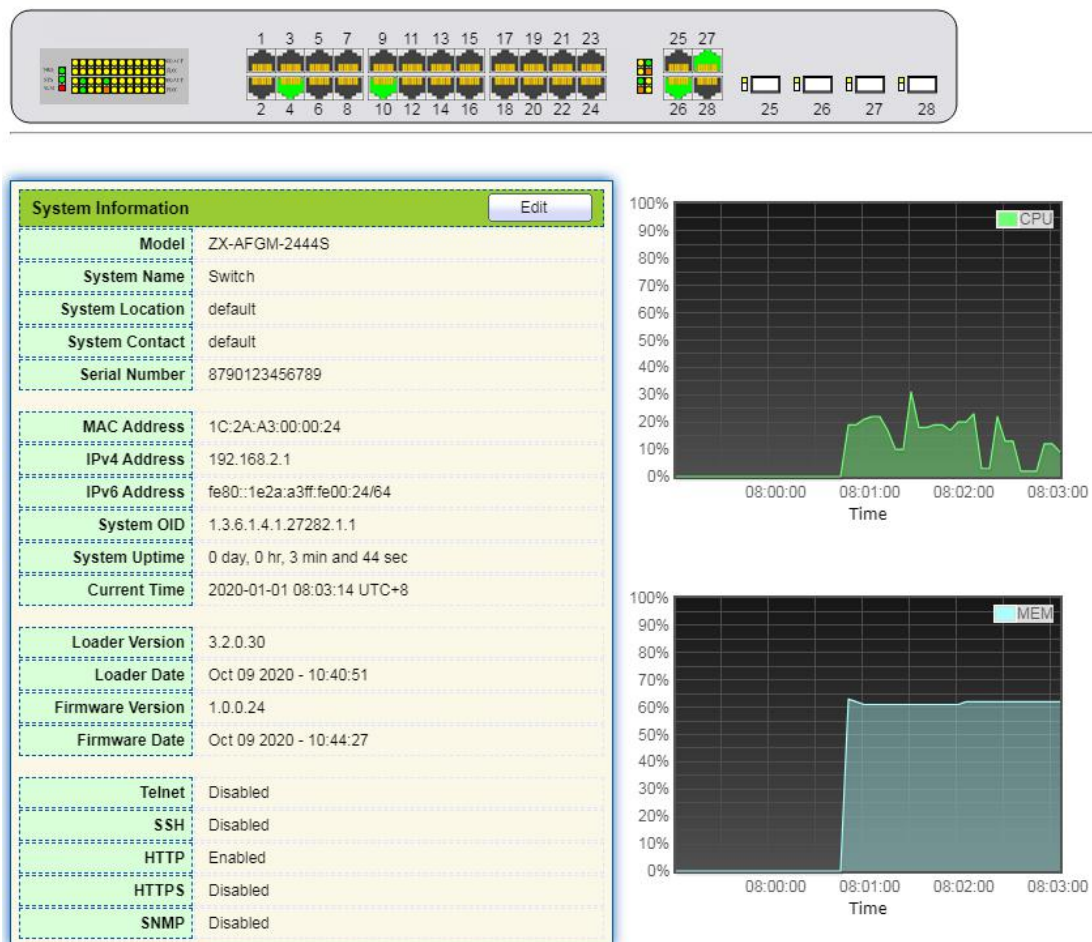 1 3 5 7 9 11 13 15 17 19 21 23 25 27
2 4 6 8 10 12 14 16 18 20 22 24 26 28 25 26 27 28
System Information Edit
Model ZX-AFGM-2444S
System Name Switch
System Location default
System Contact default
Serial Number 8790123456789
MAC Address 1C:2A:A3:00:00:24
IPv4 Address 192.168.2.1
IPv6 Address fe80::1e2a:a3ff:fe00:24/64
System OID 1.3.6.1.4.1.27282.1.1
System Uptime 0 day, 0 hr, 3 min and 44 sec
Current Time 2020-01-01 08:03:14 UTC+8
Loader Version 3.2.0.30
Loader Date Oct 09 2020 - 10:40:51
Firmware Version 1.0.0.24
Firmware Date Oct 09 2020 - 10:44:27
Telnet Disabled
SSH Disabled
HTTP Enabled
HTTPS Disabled
SNMP Disabled
100%
CPU
90%
80%
70%
60%
50%
40%
30%
20%
10%
0%
08:00:00 08:01:00 08:02:00 08:03:00
Time
100%
MEM
90%
80%
70%
60%
50%
40%
30%
20%
10%
0%
08:00:00 08:01:00 08:02:00 08:03:00
Time